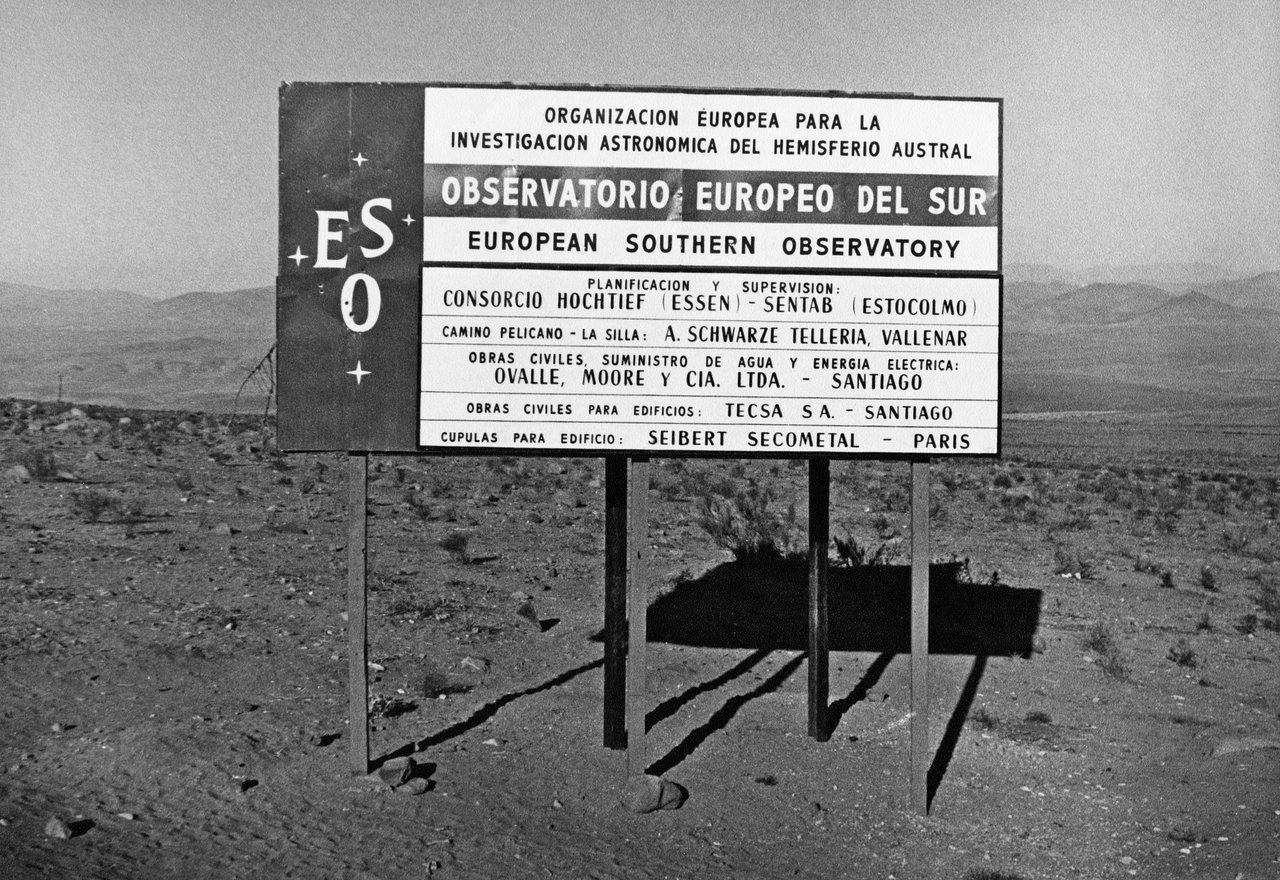 ESO
ORGANIZACION EUROPEA PARA LA
INVESTIGACION ASTRONOMICA DEL HEMISFERIO AUSTRAL
OBSERVATORIO EUROPEO DEL SUR
EUROPEAN SOUTHERN OBSERVATORY
PLANIFICACION Y SUPERVISION:
CONSORCIO HOCHTIEF (ESSEN) - SENTAB (ESTOCOLMO)
CAMINO PELICANO - LA SILLA: A. SCHWARZE TELLERIA, VALLENAR
OBRAS CIVILES, SUMINISTRO DE AGUA Y ENERGIA ELECTRICA:
OVALLE, MOORE Y CIA. LTDA. - SANTIAGO
OBRAS CIVILES PARA EDIFICIOS: TECSA S A. - SANTIAGO
CUPULAS PARA EDIFICIO: SEIBERT SECOMETAL - PARIS